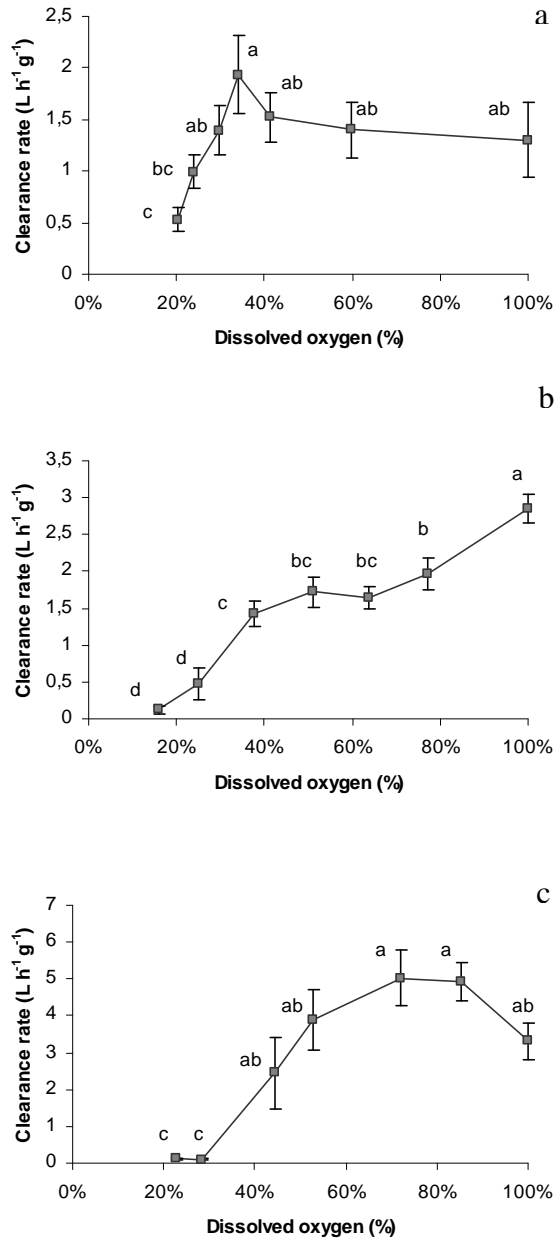 a
Clearance rate (L h⁻¹ g⁻¹)
2,5
2
1,5
1
0,5
0
c
bc
ab
a
ab
ab
ab
0% 20% 40% 60% 80% 100%
Dissolved oxygen (%)
b
Clearance rate (L h⁻¹ g⁻¹)
3,5
3
2,5
2
1,5
1
0,5
0
d
d
c
bc
bc
b
a
0% 20% 40% 60% 80% 100%
Dissolved oxygen (%)
c
Clearance rate (L h⁻¹ g⁻¹)
7
6
5
4
3
2
1
0
c
c
ab
ab
a
a
ab
0% 20% 40% 60% 80% 100%
Dissolved oxygen (%)